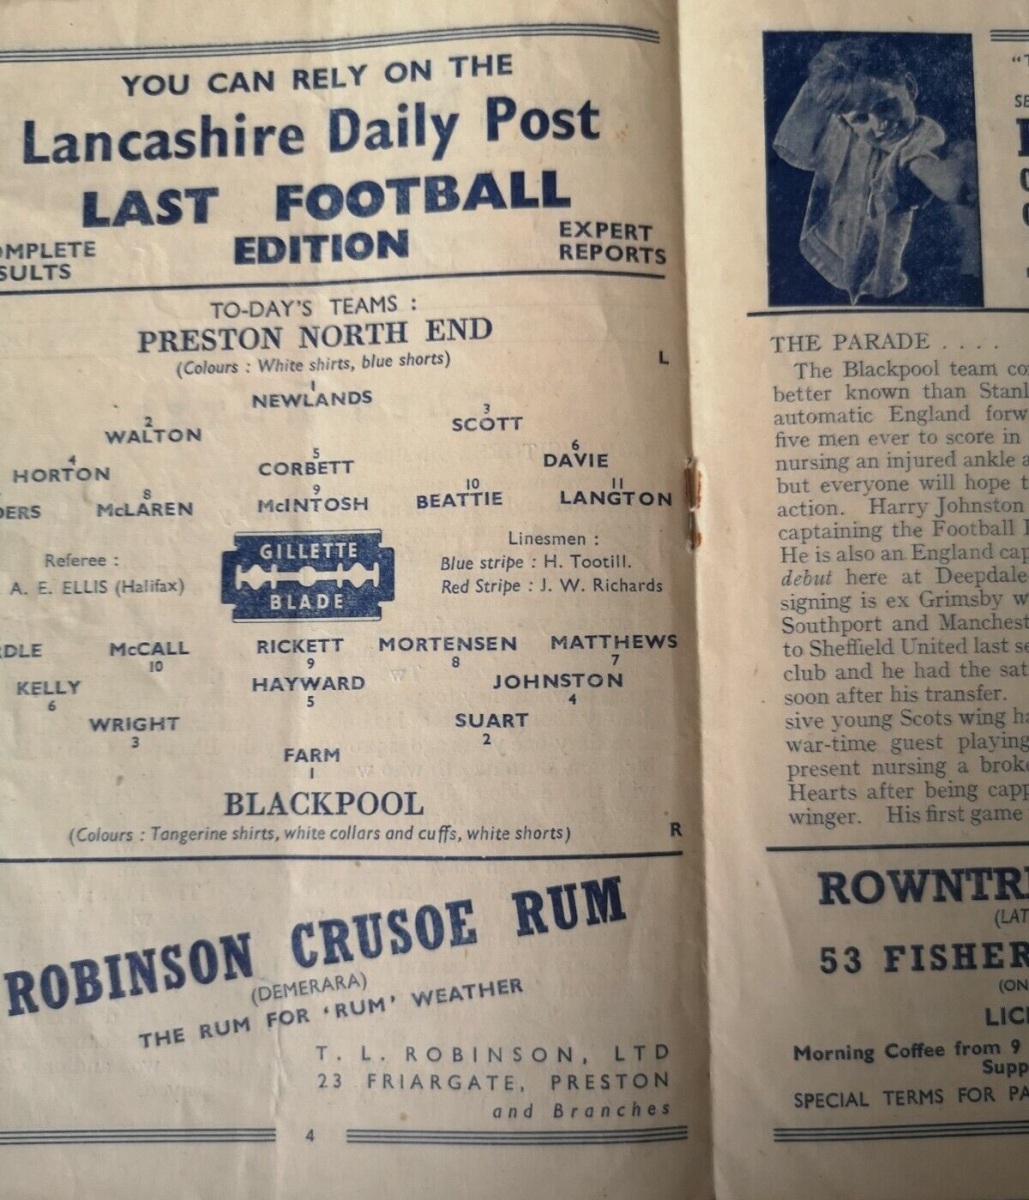 YOU CAN RELY ON THE
Lancashire Daily Post
LAST FOOTBALL
EDITION
OMPLETE
SULTS
EXPERT
REPORTS
TO-DAY'S TEAMS :
PRESTON NORTH END
(Colours : White shirts, blue shorts)
L
1
NEWLANDS
2
WALTON
3
SCOTT
4
HORTON
5
CORBETT
6
DAVIE
DERS
8
McLAREN
9
McINTOSH
10
BEATTIE
11
LANGTON
Referee :
A. E. ELLIS (Halifax)
GILLETTE
BLADE
Linesmen :
Blue stripe : H. Tootill.
Red Stripe : J. W. Richards
RDLE
McCALL
10
RICKETT
9
MORTENSEN
8
MATTHEWS
7
KELLY
6
HAYWARD
5
JOHNSTON
4
WRIGHT
3
SUART
2
FARM
1
BLACKPOOL
(Colours : Tangerine shirts, white collars and cuffs, white shorts)
R
ROBINSON CRUSOE RUM
(DEMERARA)
THE RUM FOR 'RUM' WEATHER
T. L. ROBINSON, LTD
23 FRIARGATE, PRESTON
and Branches
4
"T
SE
THE PARADE . . . .
The Blackpool team co
better known than Stanl
automatic England forw
five men ever to score in
nursing an injured ankle a
but everyone will hope t
action. Harry Johnston
captaining the Football
He is also an England cap
debut here at Deepdale
signing is ex Grimsby w
Southport and Manchest
to Sheffield United last se
club and he had the sat
soon after his transfer.
sive young Scots wing ha
war-time guest playing
present nursing a broke
Hearts after being capp
winger. His first game
ROWNTR
(LAT
53 FISHER
(ON
LIC
Morning Coffee from 9
Supp
SPECIAL TERMS FOR PA